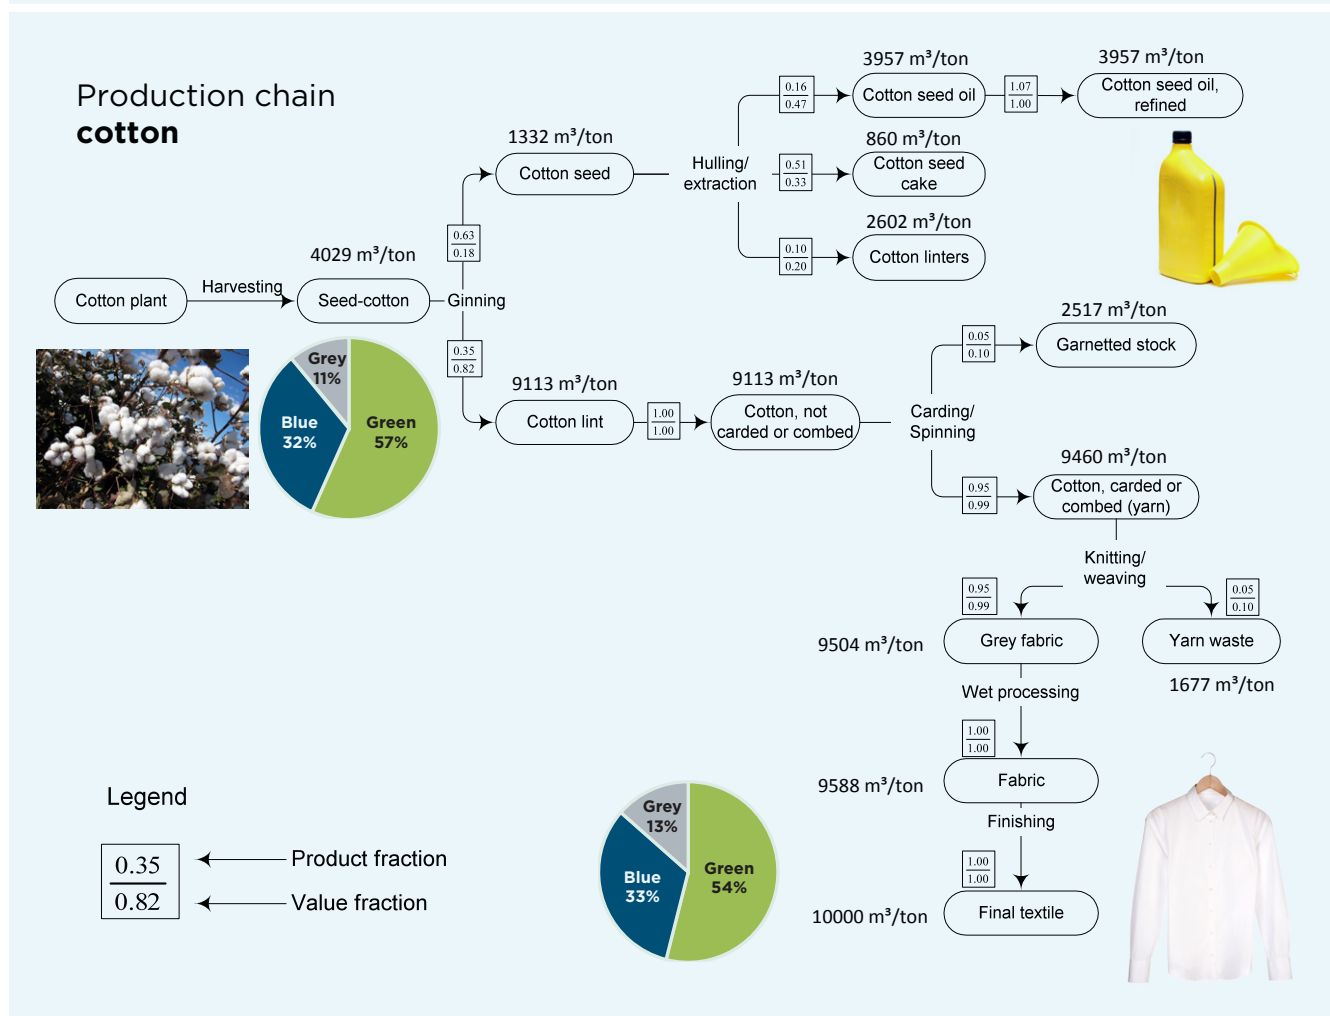 Production chain
cotton
3957 m³/ton
0.16
0.47
Cotton seed oil
1.07
1.00
3957 m³/ton
Cotton seed oil,
refined
1332 m³/ton
Cotton seed
Hulling/
extraction
860 m³/ton
0.51
0.33
Cotton seed
cake
2602 m³/ton
0.10
0.20
Cotton linters
0.63
0.18
4029 m³/ton
Cotton plant
Harvesting
Seed-cotton
Ginning
0.35
0.82
Grey
11%
Blue
32%
Green
57%
9113 m³/ton
Cotton lint
1.00
1.00
9113 m³/ton
Cotton, not
carded or combed
Carding/
Spinning
2517 m³/ton
0.05
0.10
Garnetted stock
9460 m³/ton
0.95
0.99
Cotton, carded or
combed (yarn)
Knitting/
weaving
0.95
0.99
0.05
0.10
9504 m³/ton
Grey fabric
Yarn waste
1677 m³/ton
Wet processing
1.00
1.00
9588 m³/ton
Fabric
Finishing
1.00
1.00
10000 m³/ton
Final textile
Grey
13%
Blue
33%
Green
54%
Legend
0.35
0.82
Product fraction
Value fraction